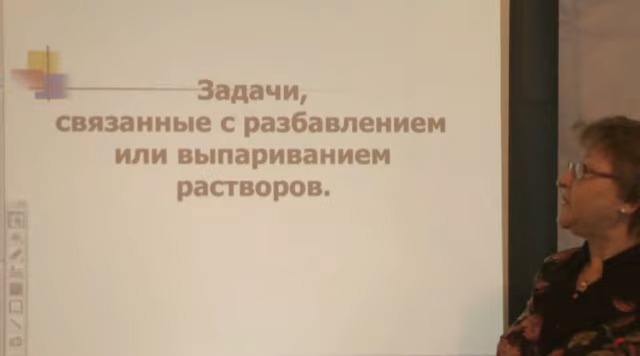 Задачи,
связанные с разбавлением
или выпариванием
растворов.